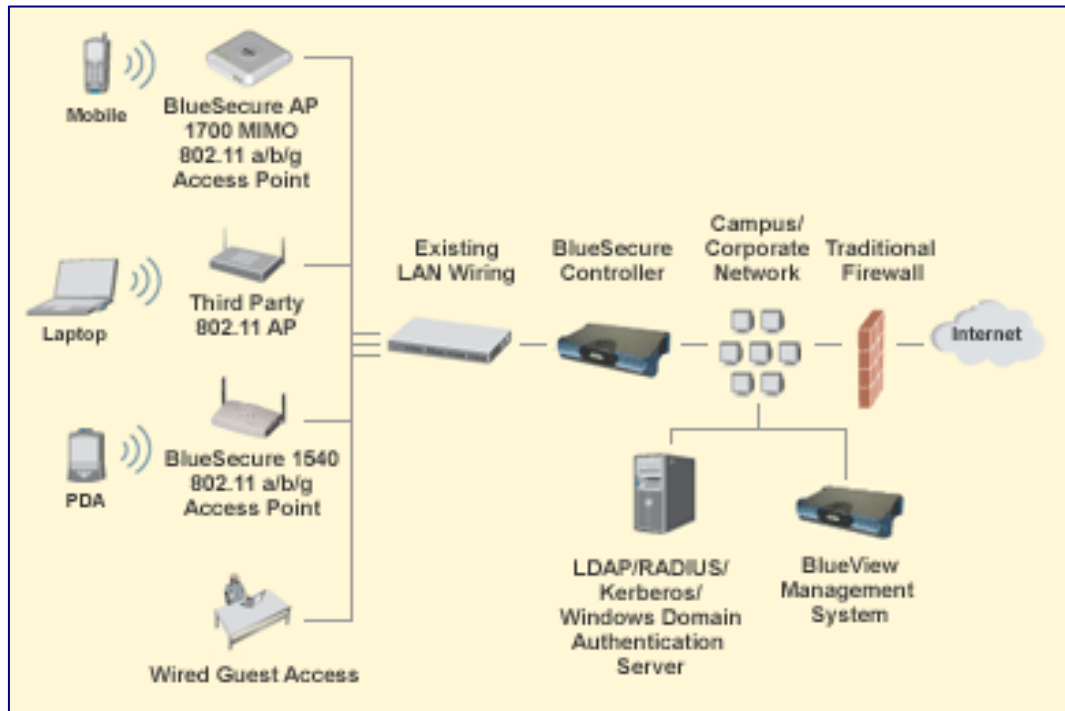 Mobile
BlueSecure AP
1700 MIMO
802.11 a/b/g
Access Point
Laptop
Third Party
802.11 AP
PDA
BlueSecure 1540
802.11 a/b/g
Access Point
Wired Guest Access
Existing
LAN Wiring
BlueSecure
Controller
Campus/
Corporate
Network
Traditional
Firewall
Internet
LDAP/RADIUS/
Kerberos/
Windows Domain
Authentication
Server
BlueView
Management
System